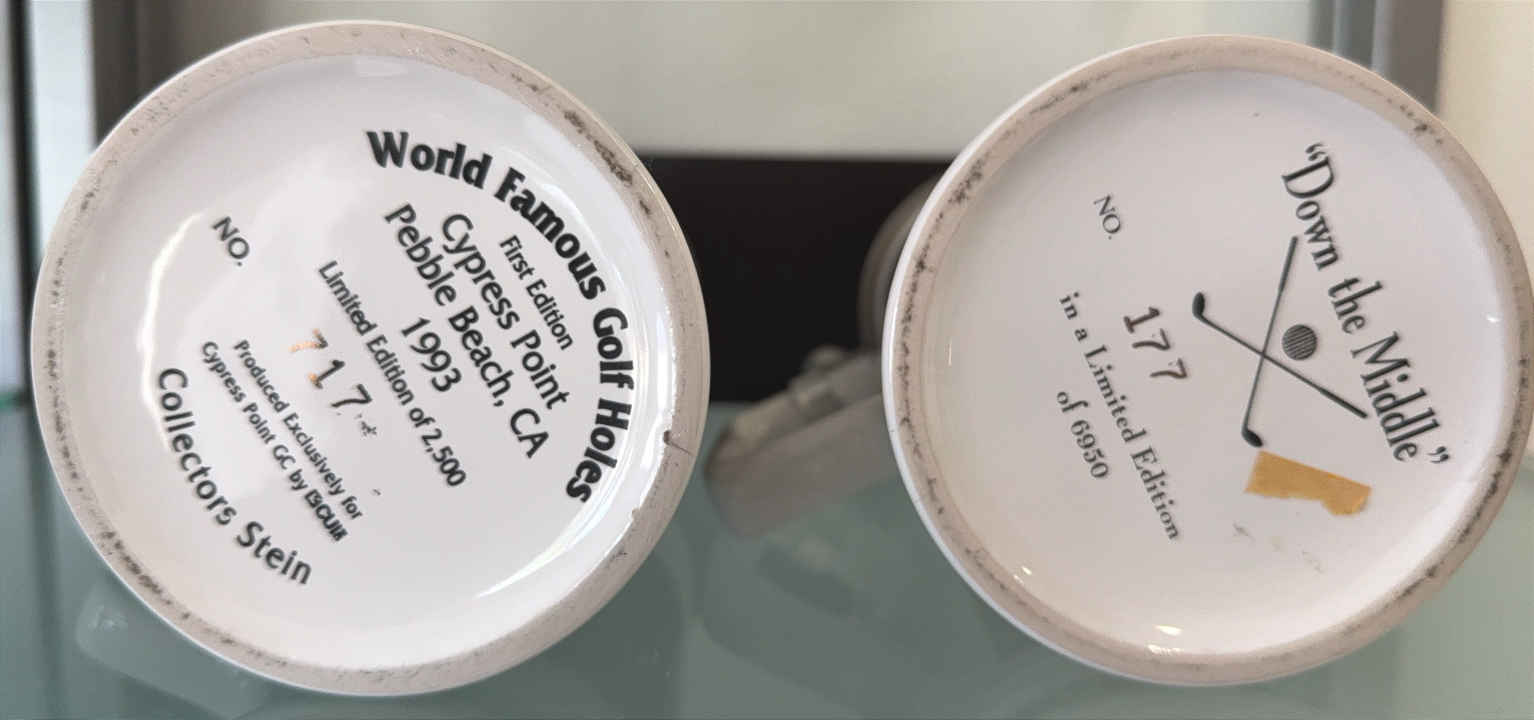 World Famous Golf Holes
First Edition
Cypress Point
Pebble Beach, CA
1993
Limited Edition of 2,500
NO. 717
Produced Exclusively for
Cypress Point GC by
Collectors Stein
"Down the Middle"
NO. 177
in a Limited Edition
of 6950